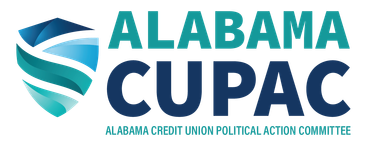 ALABAMA
CUPAC
ALABAMA CREDIT UNION POLITICAL ACTION COMMITTEE